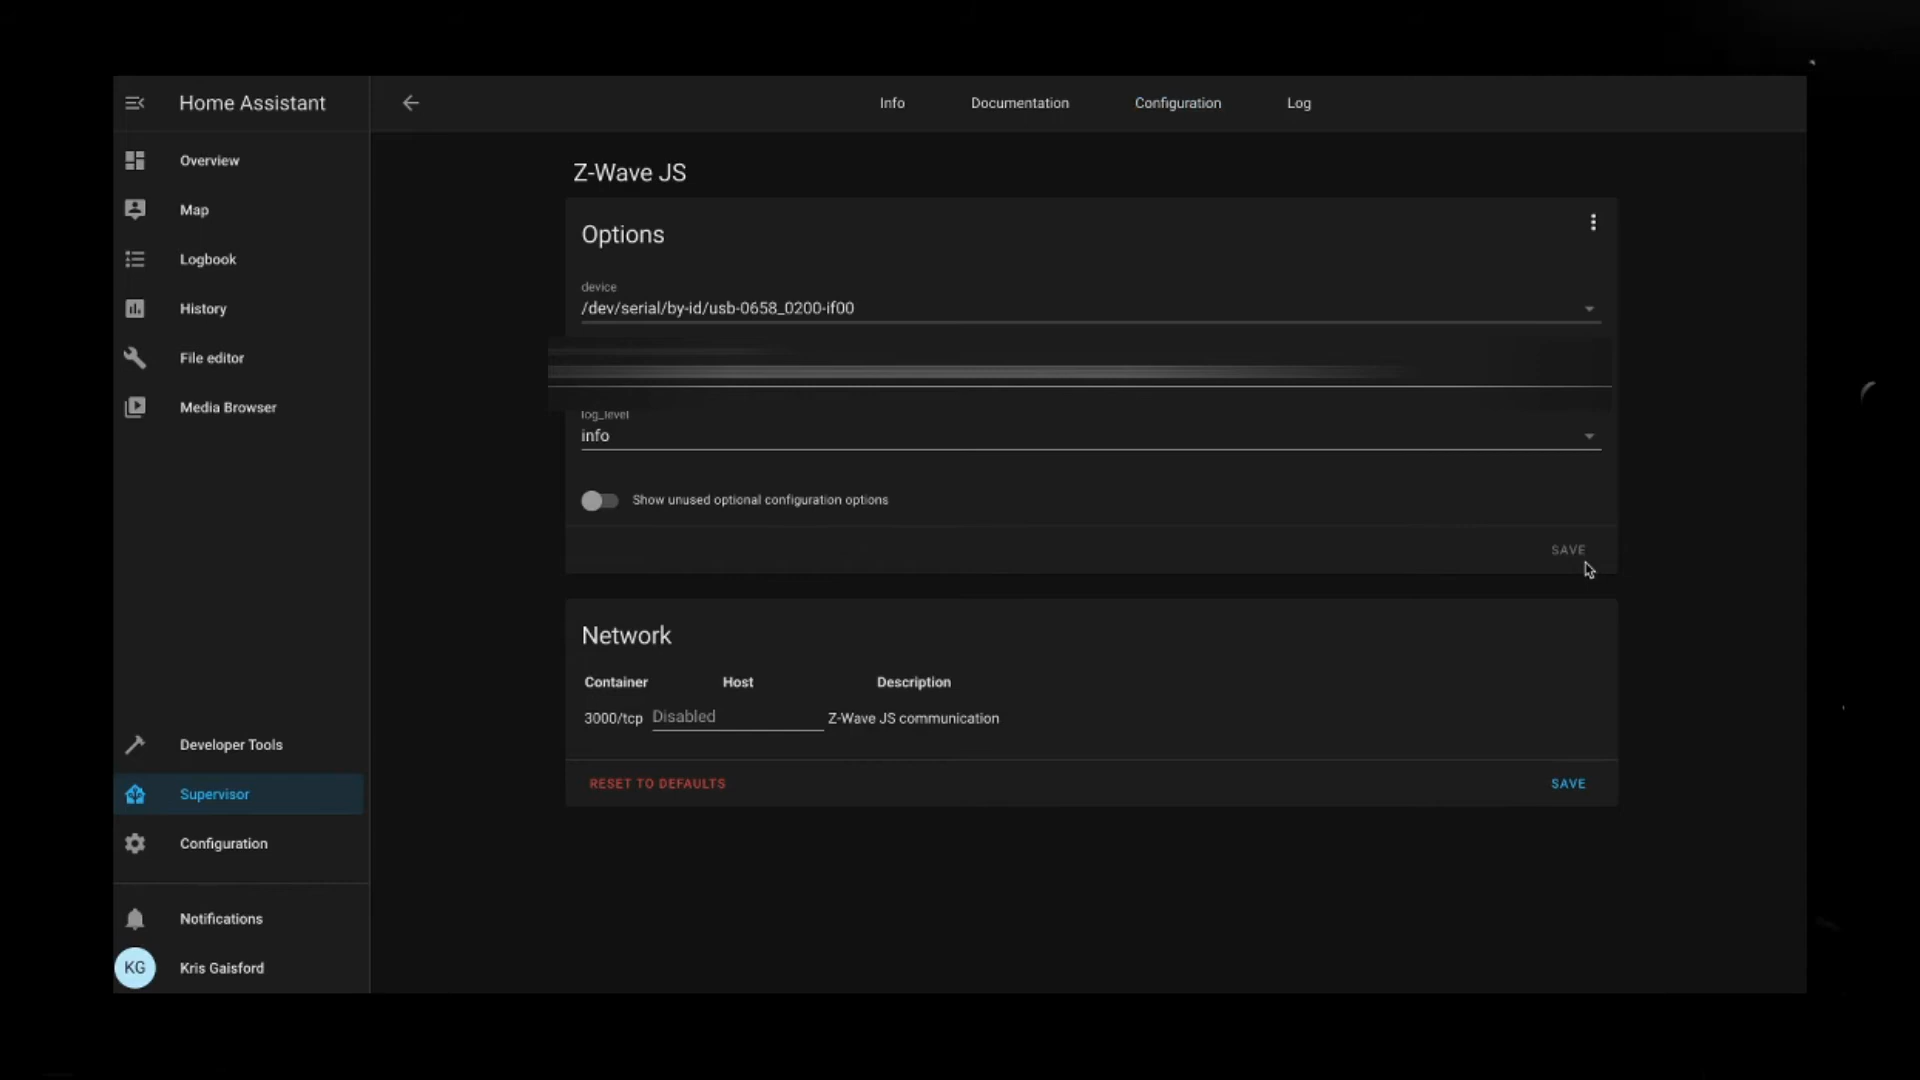 Home Assistant
Info
Documentation
Configuration
Log
Overview
Map
Logbook
History
File editor
Media Browser
Developer Tools
Supervisor
Configuration
Notifications
KG
Kris Gaisford
Z-Wave JS
Options
device
/dev/serial/by-id/usb-0658_0200-if00
log_level
info
Show unused optional configuration options
SAVE
Network
Container Host Description
3000/tcp Disabled Z-Wave JS communication
RESET TO DEFAULTS
SAVE